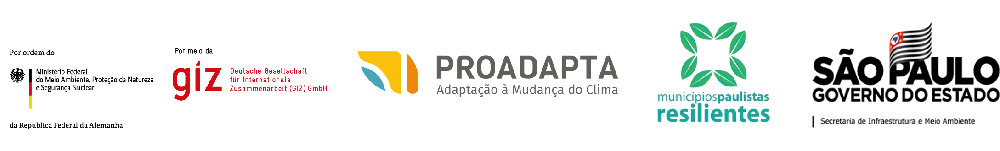 Por ordem do
Ministério Federal
do Meio Ambiente, Proteção da Natureza
e Segurança Nuclear
da República Federal da Alemanha
Por meio da
giz
Deutsche Gesellschaft
für Internationale
Zusammenarbeit (GIZ) GmbH
PROADAPTA
Adaptação à Mudança do Clima
municípiospaulistas
resilientes
SÃO PAULO
GOVERNO DO ESTADO
Secretaria de Infraestrutura e Meio Ambiente